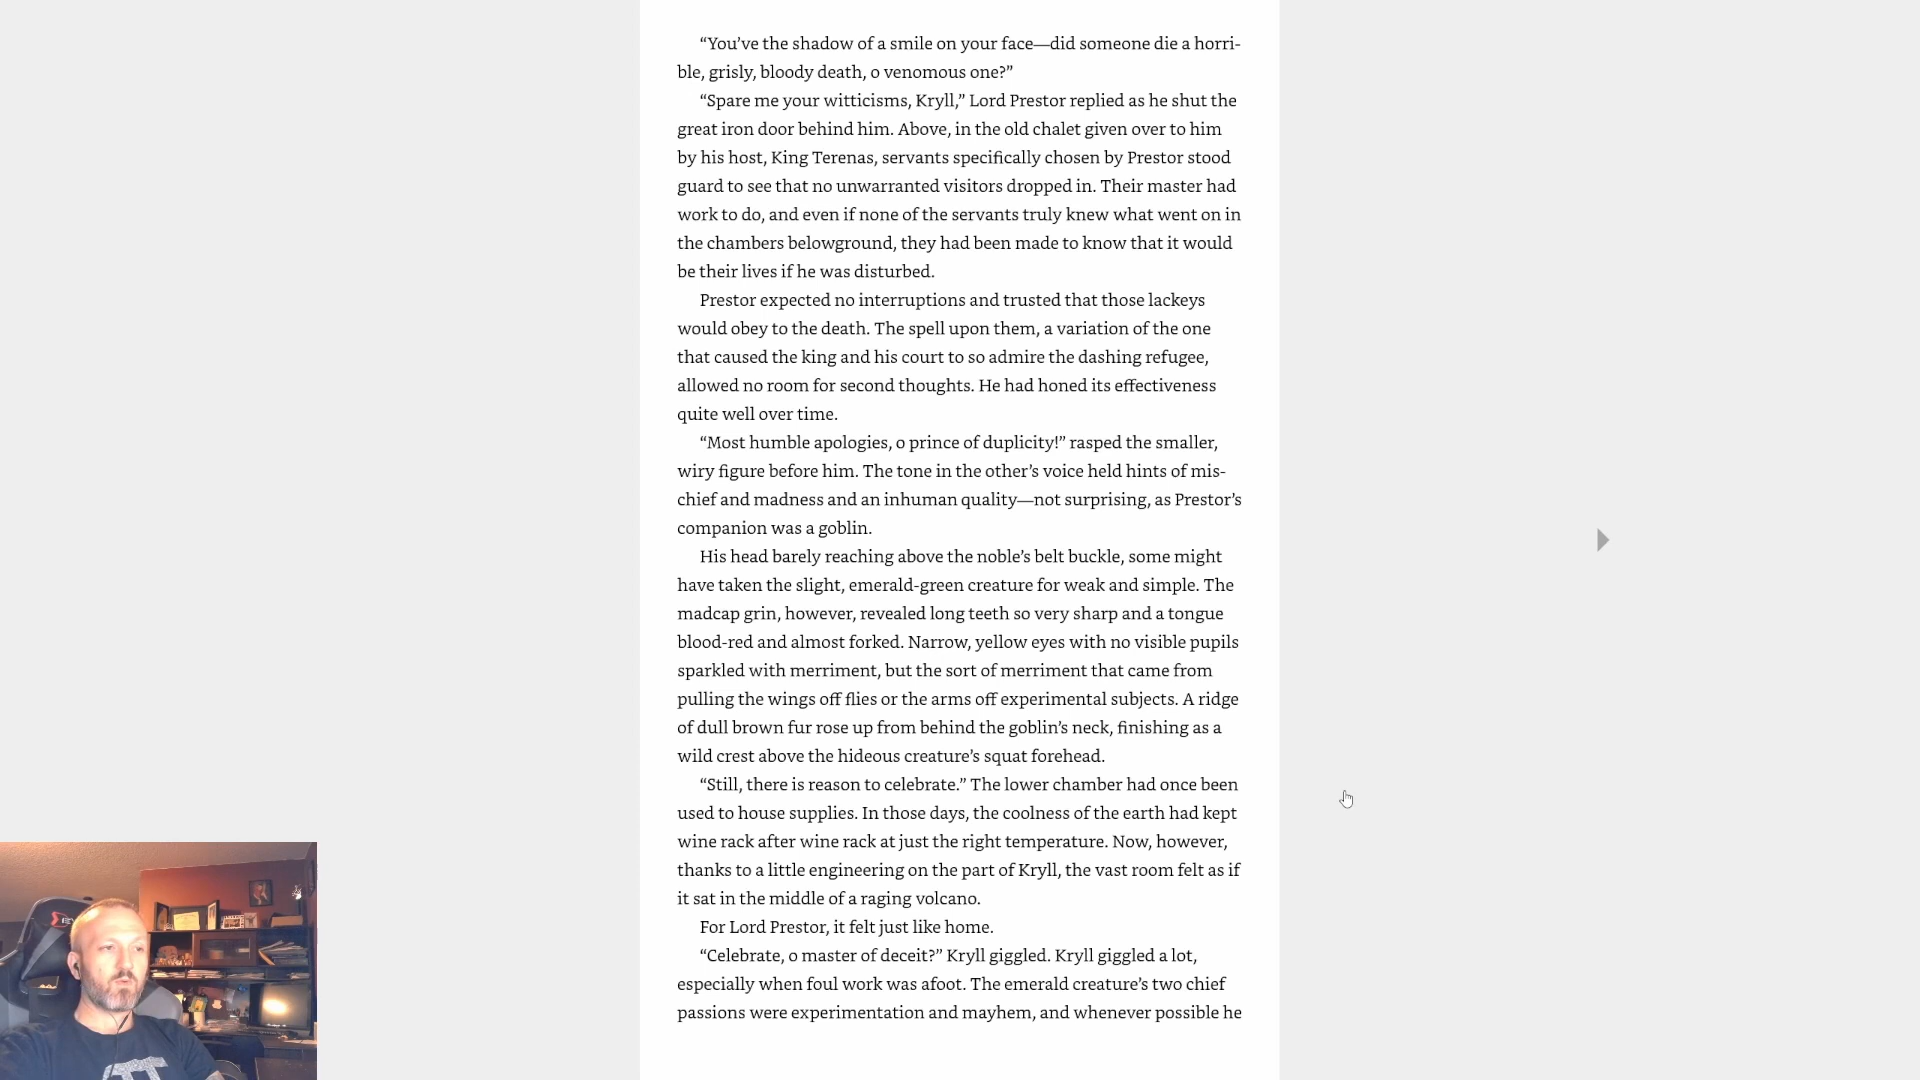 “You’ve the shadow of a smile on your face—did someone die a horri-
ble, grisly, bloody death, o venomous one?”
“Spare me your witticisms, Kryll,” Lord Prestor replied as he shut the
great iron door behind him. Above, in the old chalet given over to him
by his host, King Terenas, servants specifically chosen by Prestor stood
guard to see that no unwarranted visitors dropped in. Their master had
work to do, and even if none of the servants truly knew what went on in
the chambers belowground, they had been made to know that it would
be their lives if he was disturbed.
Prestor expected no interruptions and trusted that those lackeys
would obey to the death. The spell upon them, a variation of the one
that caused the king and his court to so admire the dashing refugee,
allowed no room for second thoughts. He had honed its effectiveness
quite well over time.
“Most humble apologies, o prince of duplicity!” rasped the smaller,
wiry figure before him. The tone in the other’s voice held hints of mis-
chief and madness and an inhuman quality—not surprising, as Prestor’s
companion was a goblin.
His head barely reaching above the noble’s belt buckle, some might
have taken the slight, emerald-green creature for weak and simple. The
madcap grin, however, revealed long teeth so very sharp and a tongue
blood-red and almost forked. Narrow, yellow eyes with no visible pupils
sparkled with merriment, but the sort of merriment that came from
pulling the wings off flies or the arms off experimental subjects. A ridge
of dull brown fur rose up from behind the goblin’s neck, finishing as a
wild crest above the hideous creature’s squat forehead.
“Still, there is reason to celebrate.” The lower chamber had once been
used to house supplies. In those days, the coolness of the earth had kept
wine rack after wine rack at just the right temperature. Now, however,
thanks to a little engineering on the part of Kryll, the vast room felt as if
it sat in the middle of a raging volcano.
For Lord Prestor, it felt just like home.
“Celebrate, o master of deceit?” Kryll giggled. Kryll giggled a lot,
especially when foul work was afoot. The emerald creature’s two chief
passions were experimentation and mayhem, and whenever possible he